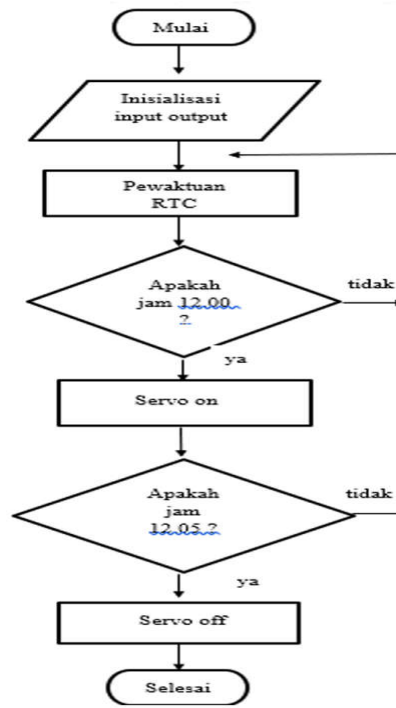 Mulai
Inisialisasi
input output
Pewaktuan
RTC
Apakah
jam 12.00
?
tidak
ya
Servo on
Apakah
jam
12.05 ?
tidak
ya
Servo off
Selesai